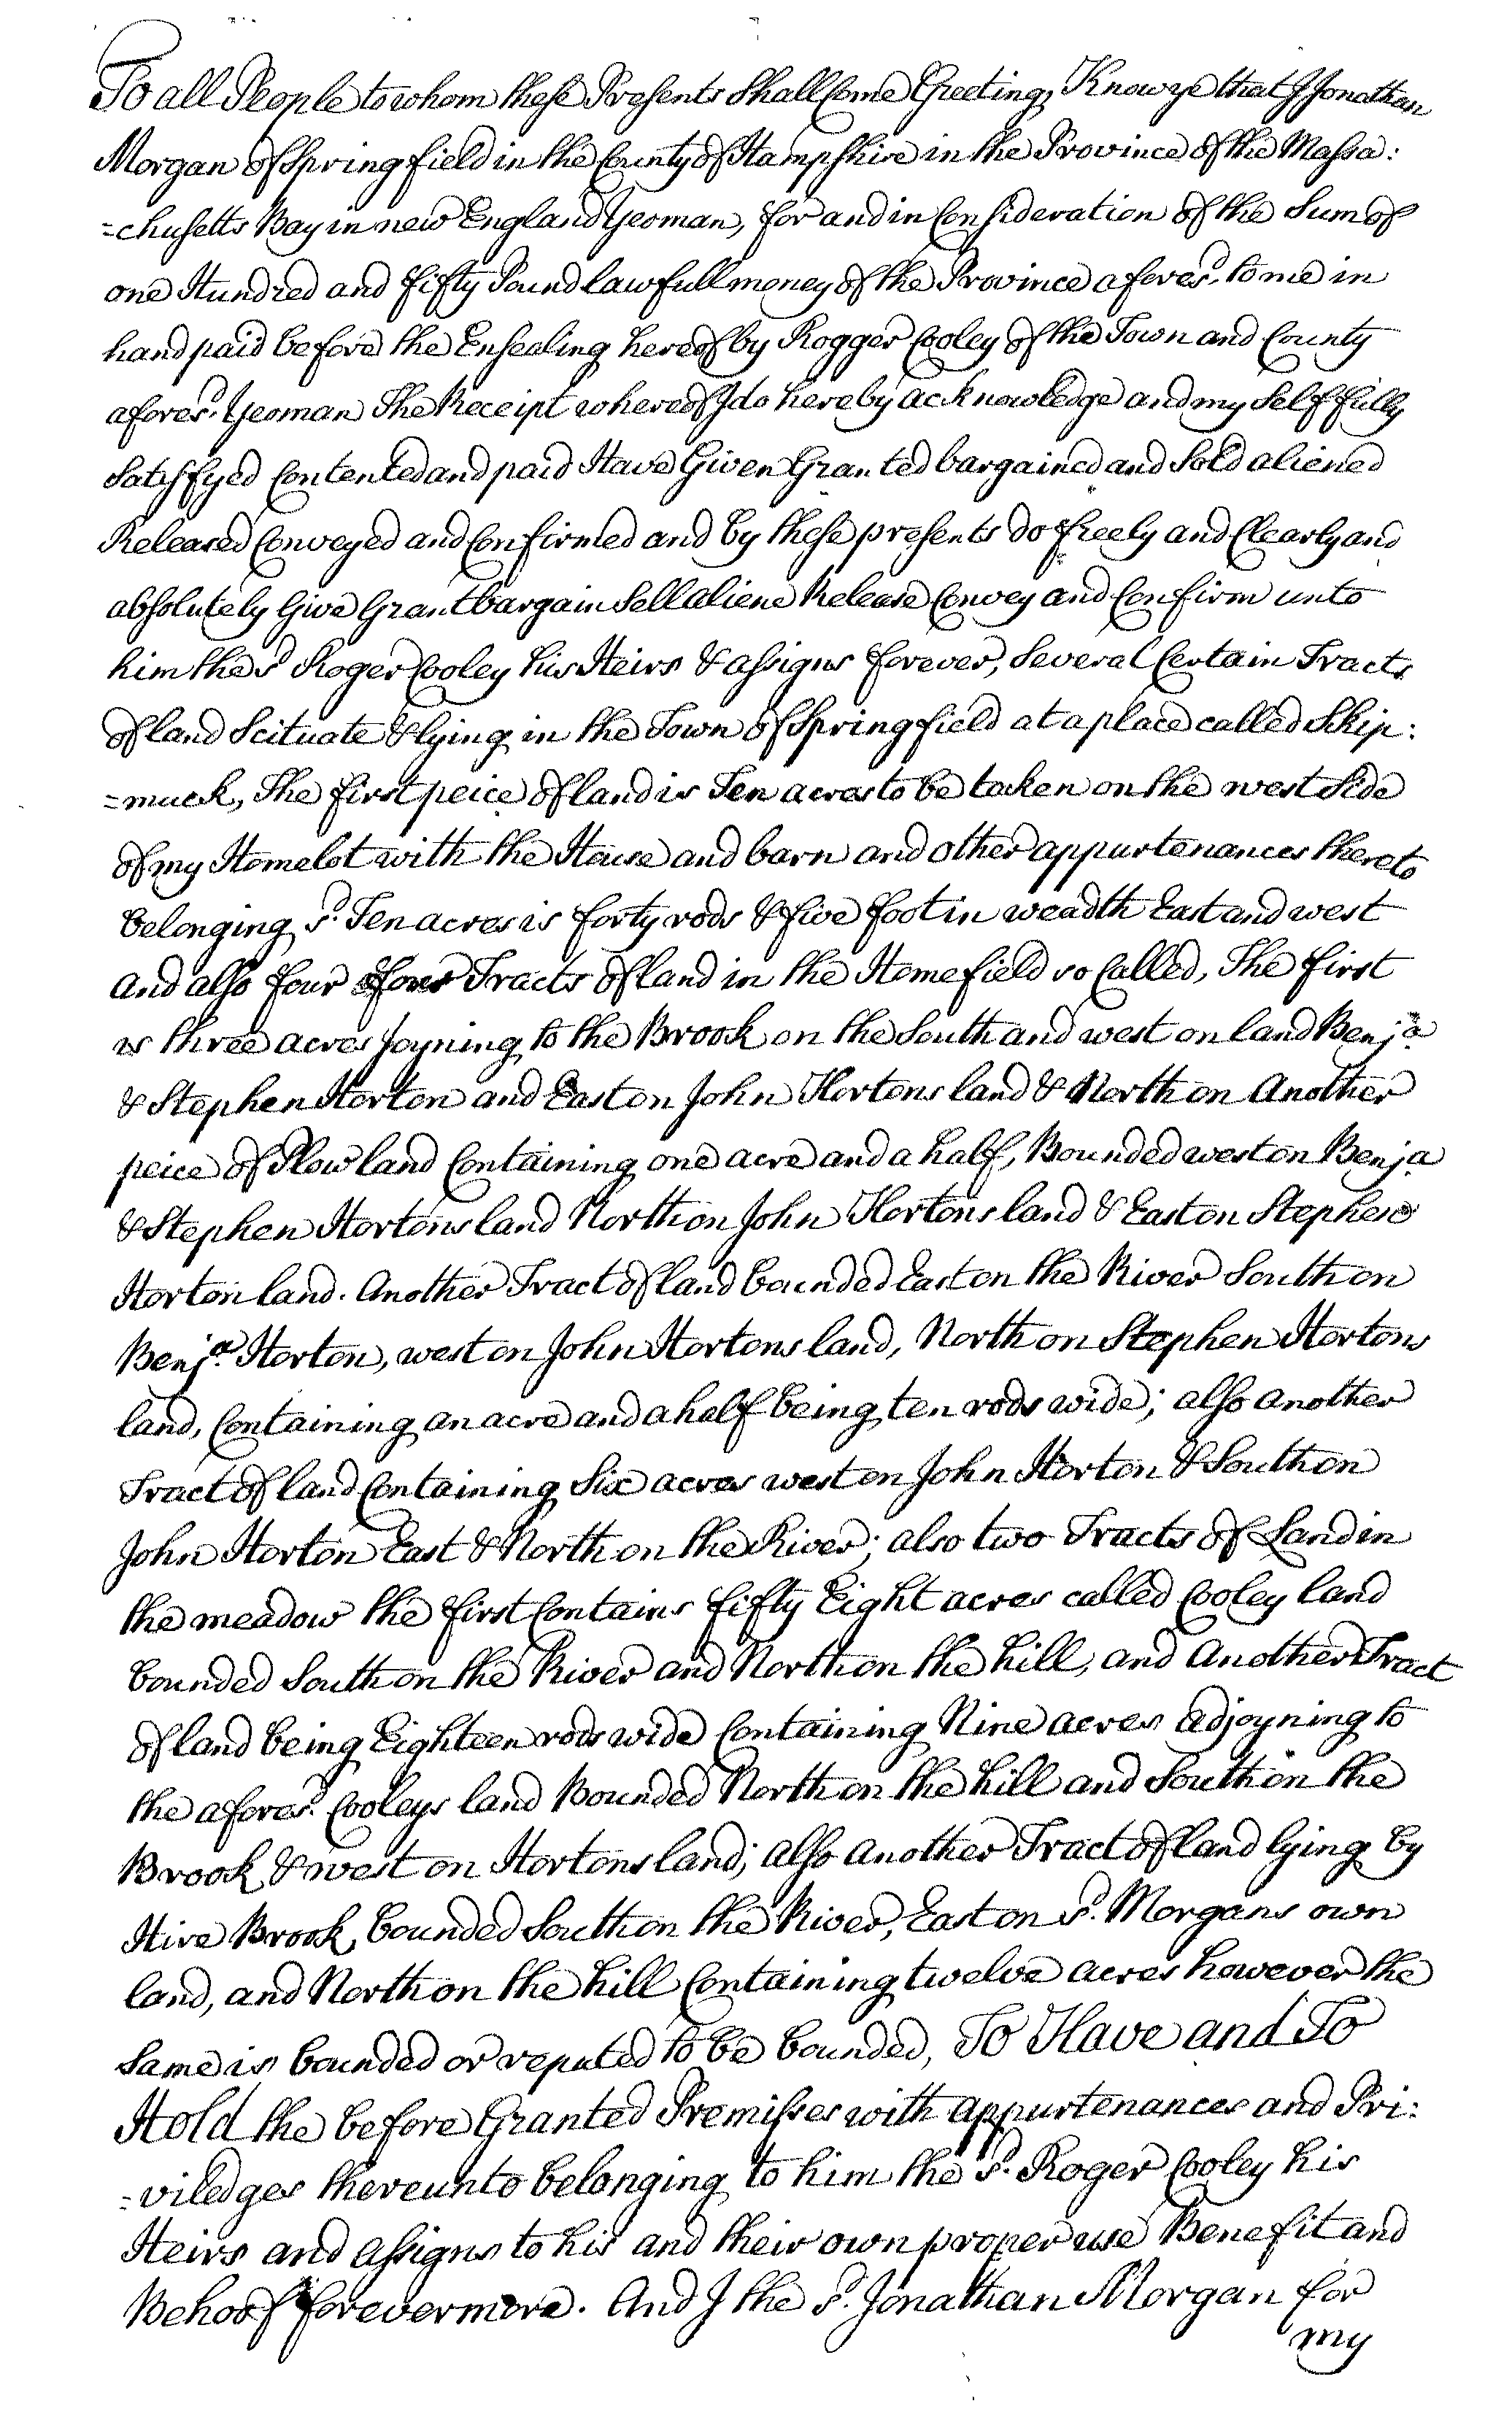 To all People to whom these Presents Shall Come Greeting, Know ye that I Jonathan
Morgan of Springfield in the County of Hampshire in the Province of the Massa:
=chusetts Bay in new England Yeoman, for and in Consideration of the Sum of
one Hundred and fifty Pound lawfull money of the Province afores.d to me in
hand paid before the Ensealing hereof by Rogger Cooley of the Town and County
afores.d Yeoman The Receipt whereof I do hereby acknowledge and my Self fully
Satisfyed Contented and paid Have Given Granted bargained and Sold aliened
Released Conveyed and Confirmed and by these presents do freely and Clearly and
absolutely Give Grant bargain Sell aliene Release Convey and Confirm unto
him the s.d Roger Cooley his Heirs & assigns forever, Several Certain Tracts
of land Scituate & lying in the Town of Springfield at a place called Skip:
=muck, The first peice of land is Ten acres to be taken on the west Side
of my Homelot with the House and barn and other appurtenances thereto
belonging s.d Ten acres is forty rods & five foot in weadth East and west
and also four Tracts of land in the Homefield so Called, The first
is three acres Joyning to the Brook on the South and west on land Benj.a
& Stephen Horton and East on John Hortons land & North on Another
peice of Plow land Containing one acre and a half, Bounded west on Benj.a
& Stephen Hortons land North on John Hortons land & East on Stephen
Horton land. Another Tract of land bounded East on the River South on
Benj.a Horton, west on John Hortons land, North on Stephen Hortons
land, Containing an acre and a half being ten rods wide; also another
Tract of land Containing Six acres west on John Horton & South on
John Horton East & North on the River; also two Tracts of Land in
the meadow the first Contains fifty Eight acres called Cooley land
bounded South on the River and North on the hill, and Another Tract
of land being Eighteen rods wide Containing Nine acres adjoyning to
the afores.d Cooleys land Bounded North on the hill and South on the
Brook & west on Hortons land; also another Tract of land lying by
Hive Brook, bounded South on the River, East on s.d Morgans own
land, and North on the hill Containing twelve acres however the
Same is bounded or reputed to be bounded, To Have and To
Hold the before Granted Premisses with appurtenances and Pri:
=viledges thereunto belonging to him the s.d Roger Cooley his
Heirs and assigns to his and their own proper use Benefit and
Behoof forevermore. And I the s.d Jonathan Morgan for
my